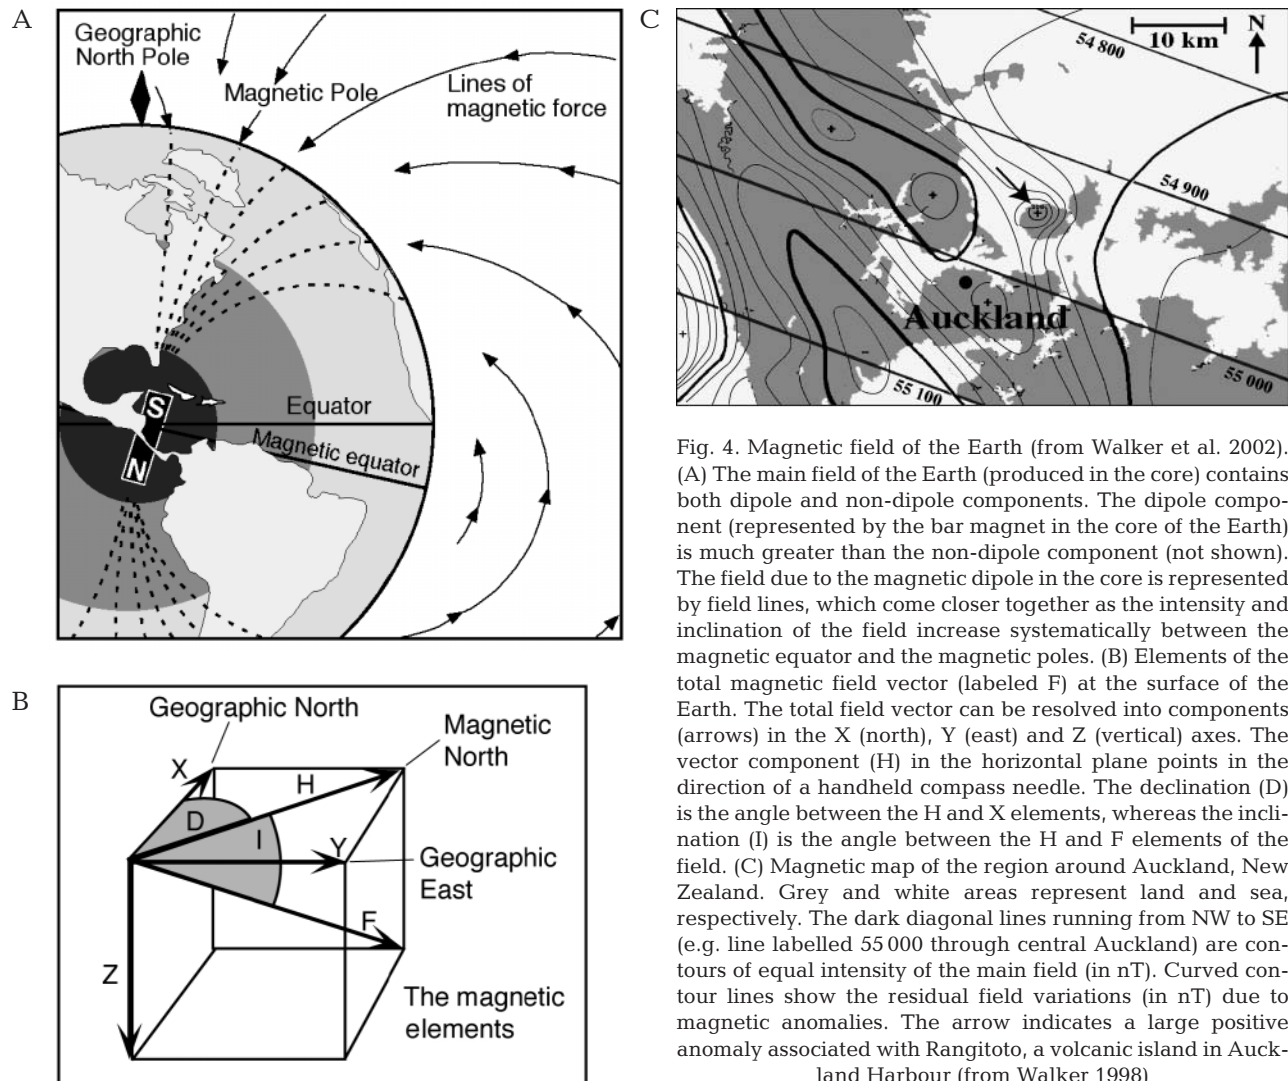 A
Geographic
North Pole
Magnetic Pole
Lines of
magnetic force
S
N
Equator
Magnetic equator
B
Geographic North
Magnetic
North
X
H
D
I
Y
Geographic
East
F
Z
The magnetic
elements
C
10 km
N
54 800
54 900
Auckland
55 000
55 100
Fig. 4. Magnetic field of the Earth (from Walker et al. 2002).
(A) The main field of the Earth (produced in the core) contains
both dipole and non-dipole components. The dipole compo-
nent (represented by the bar magnet in the core of the Earth)
is much greater than the non-dipole component (not shown).
The field due to the magnetic dipole in the core is represented
by field lines, which come closer together as the intensity and
inclination of the field increase systematically between the
magnetic equator and the magnetic poles. (B) Elements of the
total magnetic field vector (labeled F) at the surface of the
Earth. The total field vector can be resolved into components
(arrows) in the X (north), Y (east) and Z (vertical) axes. The
vector component (H) in the horizontal plane points in the
direction of a handheld compass needle. The declination (D)
is the angle between the H and X elements, whereas the incli-
nation (I) is the angle between the H and F elements of the
field. (C) Magnetic map of the region around Auckland, New
Zealand. Grey and white areas represent land and sea,
respectively. The dark diagonal lines running from NW to SE
(e.g. line labelled 55 000 through central Auckland) are con-
tours of equal intensity of the main field (in nT). Curved con-
tour lines show the residual field variations (in nT) due to
magnetic anomalies. The arrow indicates a large positive
anomaly associated with Rangitoto, a volcanic island in Auck-
land Harbour (from Walker 1998)